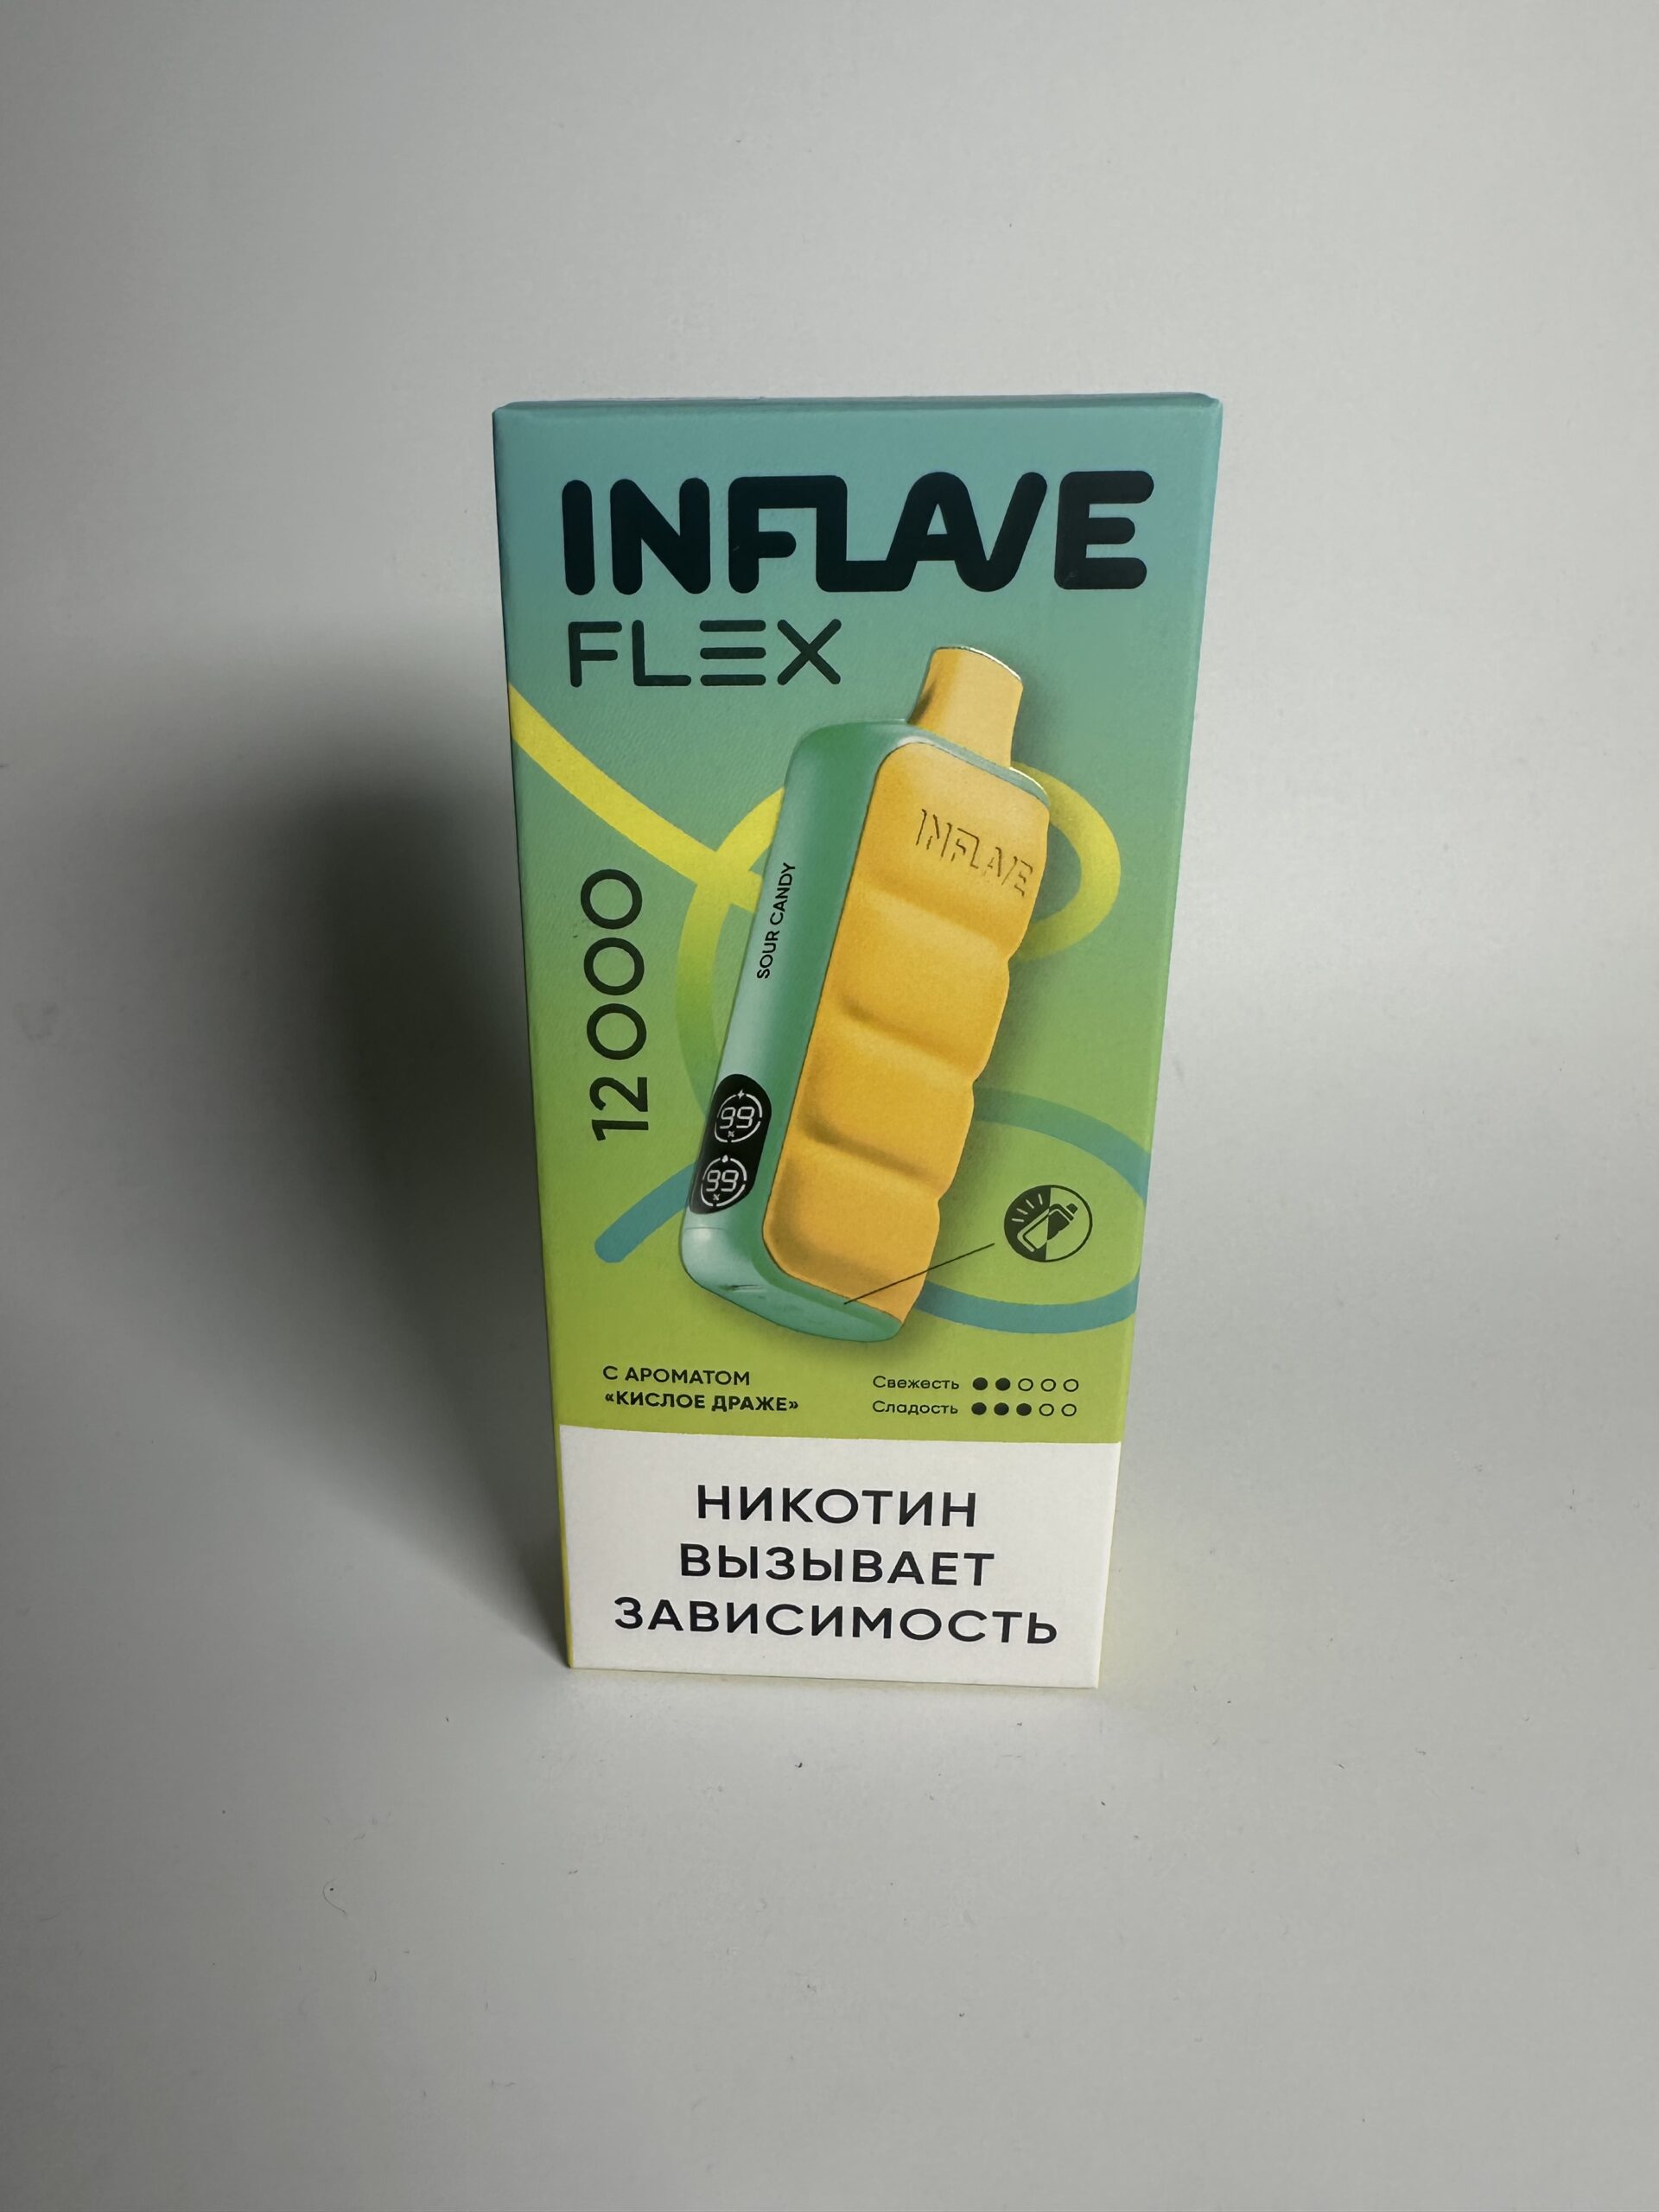 INFLAVE
FLEX
INFLAVE
SOUR CANDY
12000
99
%
99
%
С АРОМАТОМ
«КИСЛОЕ ДРАЖЕ»
Свежесть
Сладость
НИКОТИН
ВЫЗЫВАЕТ
ЗАВИСИМОСТЬ